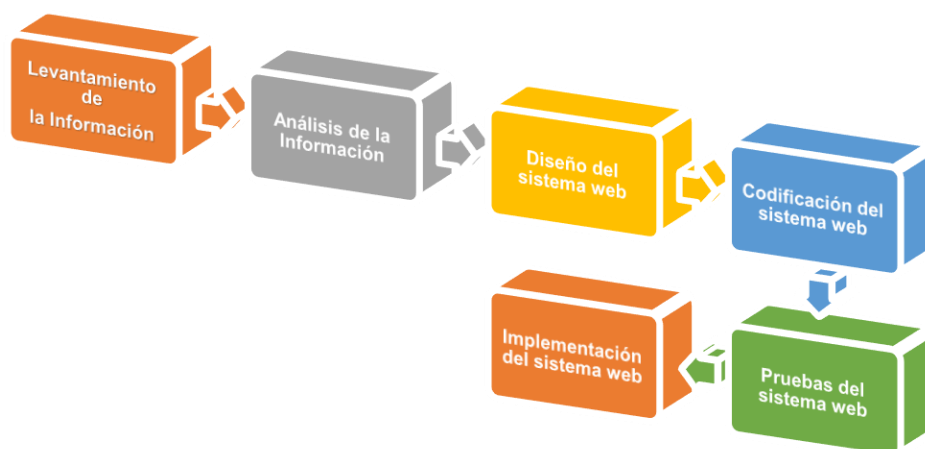 Levantamiento
de
la Información
Análisis de la
Información
Diseño del
sistema web
Codificación del
sistema web
Pruebas del
sistema web
Implementación
del sistema web